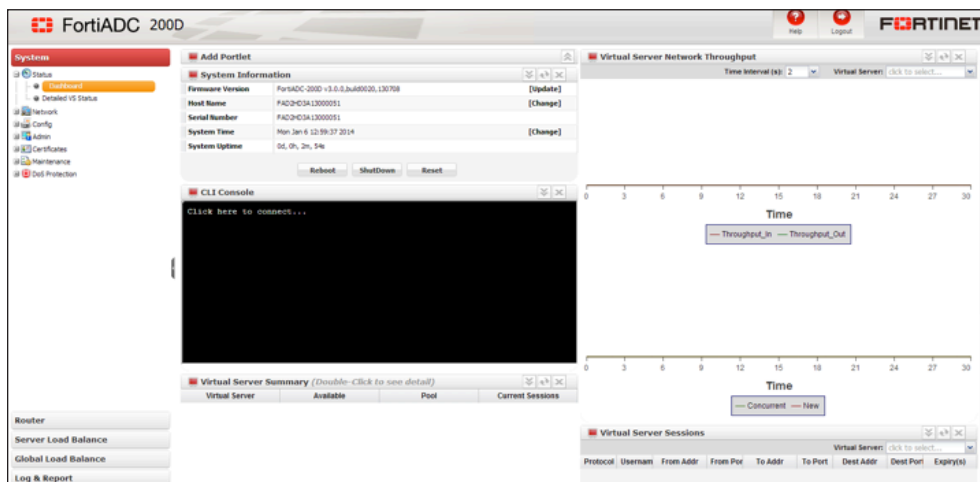 FortiADC 200D
Help
Logout
FORTINET
System
Status
Dashboard
Detailed VS Status
Network
Config
Admin
Certificates
Maintenance
DoS Protection
Router
Server Load Balance
Global Load Balance
Log & Report
Add Portlet
System Information
Firmware Version FortiADC-200D v3.0.0,build0020,130708 [Update]
Host Name FAD2HD3A13000051 [Change]
Serial Number FAD2HD3A13000051
System Time Mon Jan 6 12:59:37 2014 [Change]
System Uptime 0d, 0h, 2m, 54s
Reboot ShutDown Reset
CLI Console
Click here to connect...
Virtual Server Summary (Double-Click to see detail)
Virtual Server Available Pool Current Sessions
Virtual Server Network Throughput
Time Interval (s): 2 Virtual Server: click to select...
0 3 6 9 12 15 18 21 24 27 30
Time
Throughput_In Throughput_Out
0 3 6 9 12 15 18 21 24 27 30
Time
Concurrent New
Virtual Server Sessions
Virtual Server: click to select...
Protocol Usernam From Addr From Por To Addr To Port Dest Addr Dest Port Expiry(s)